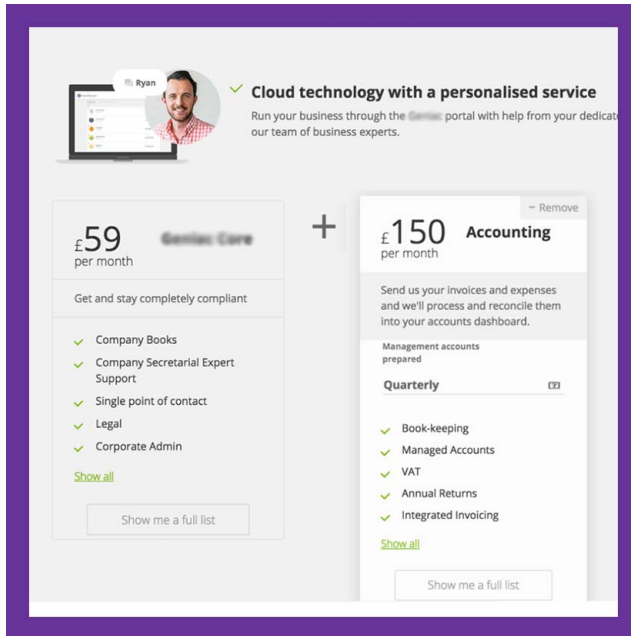 Ryan
Cloud technology with a personalised service
Run your business through the portal with help from your dedicate
our team of business experts.
£59
per month
Get and stay completely compliant
Company Books
Company Secretarial Expert
Support
Single point of contact
Legal
Corporate Admin
Show all
Show me a full list
+
− Remove
£150 Accounting
per month
Send us your invoices and expenses
and we'll process and reconcile them
into your accounts dashboard.
Management accounts
prepared
Quarterly
Book-keeping
Managed Accounts
VAT
Annual Returns
Integrated Invoicing
Show all
Show me a full list